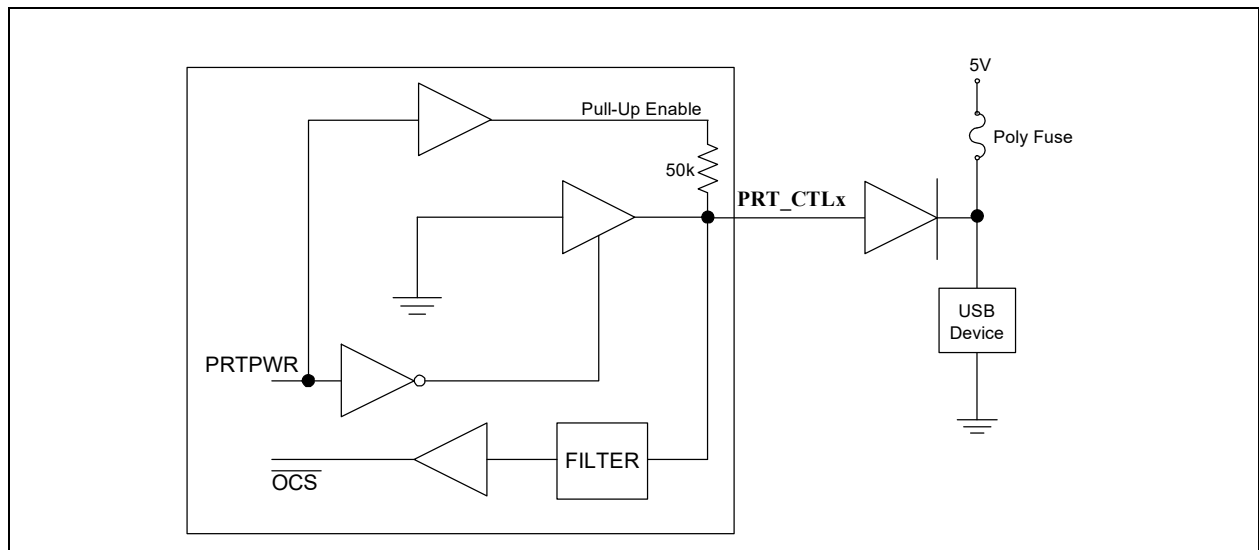 5V
Pull-Up Enable
Poly Fuse
50k
PRT_CTLx
USB
Device
PRTPWR
FILTER
OCS